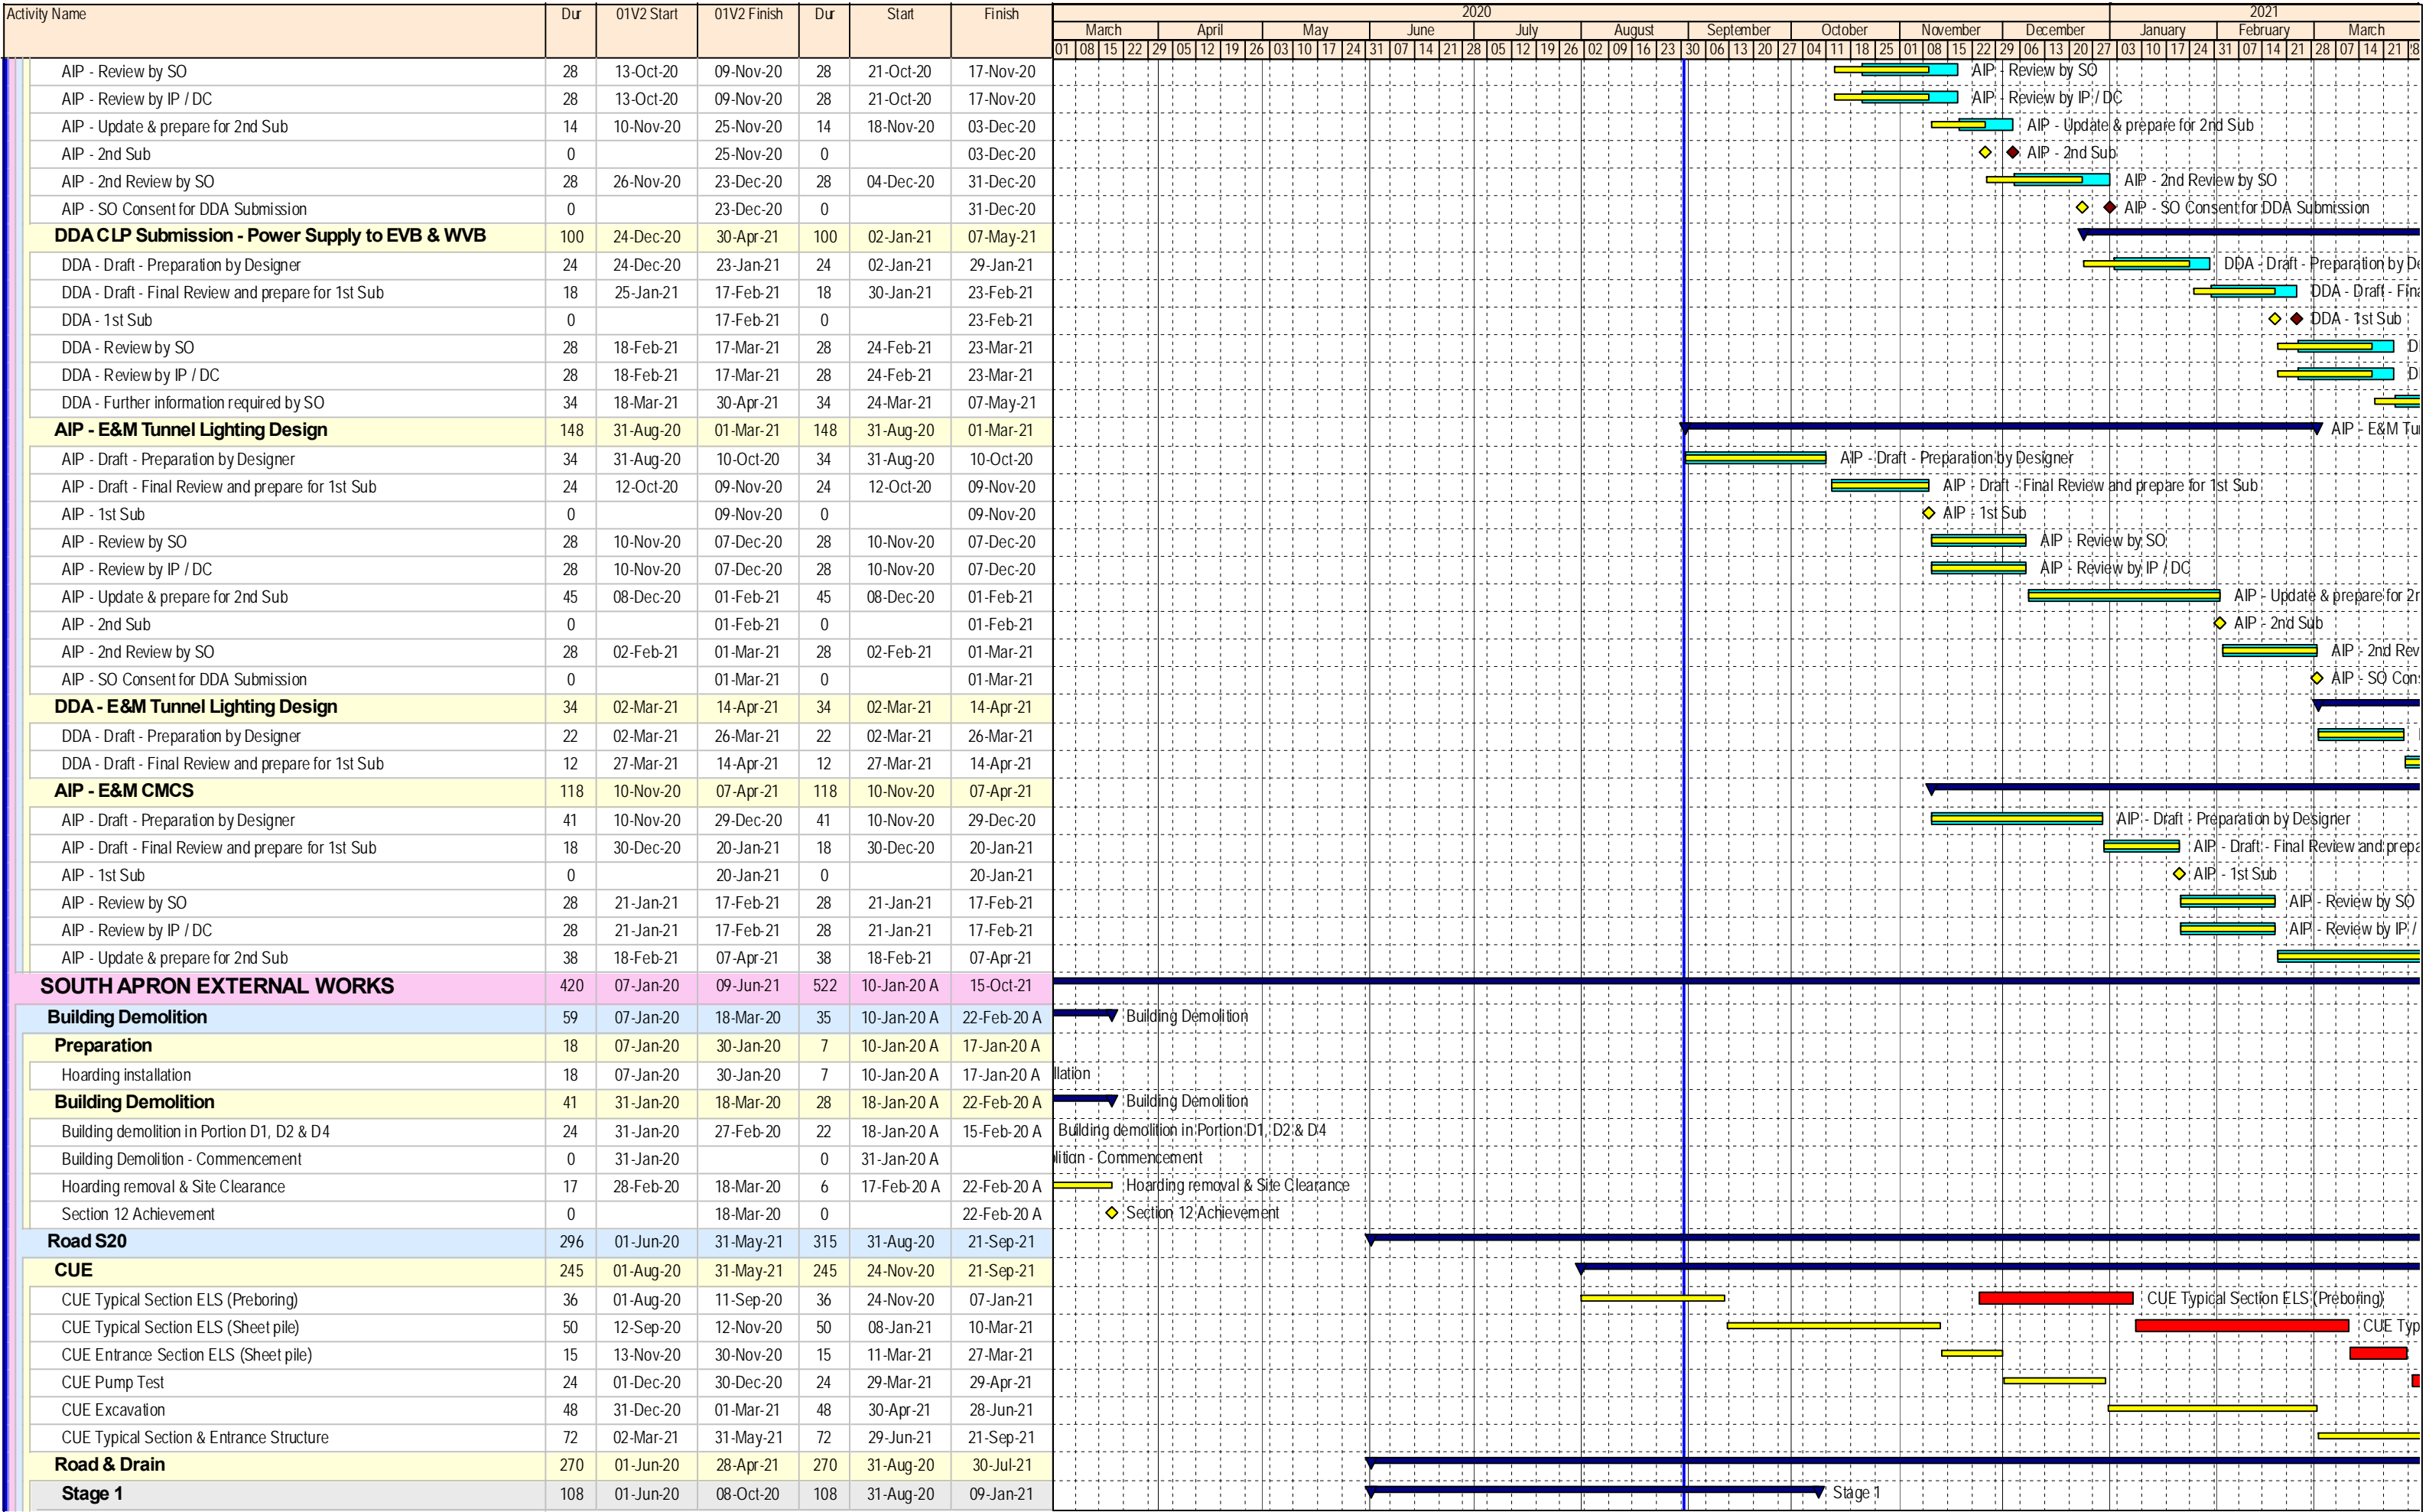 Activity Name Dur 01V2 Start 01V2 Finish Dur Start Finish 2020 2021
March April May June July August September October November December January February March
01 08 15 22 29 05 12 19 26 03 10 17 24 31 07 14 21 28 05 12 19 26 02 09 16 23 30 06 13 20 27 04 11 18 25 01 08 15 22 29 06 13 20 27 03 10 17 24 31 07 14 21 28 07 14 21
AIP - Review by SO 28 13-Oct-20 09-Nov-20 28 21-Oct-20 17-Nov-20 AIP - Review by SO
AIP - Review by IP / DC 28 13-Oct-20 09-Nov-20 28 21-Oct-20 17-Nov-20 AIP - Review by IP / DC
AIP - Update & prepare for 2nd Sub 14 10-Nov-20 25-Nov-20 14 18-Nov-20 03-Dec-20 AIP - Update & prepare for 2nd Sub
AIP - 2nd Sub 0 25-Nov-20 0 03-Dec-20 AIP - 2nd Sub
AIP - 2nd Review by SO 28 26-Nov-20 23-Dec-20 28 04-Dec-20 31-Dec-20 AIP - 2nd Review by SO
AIP - SO Consent for DDA Submission 0 23-Dec-20 0 31-Dec-20 AIP - SO Consent for DDA Submission
DDA CLP Submission - Power Supply to EVB & WVB 100 24-Dec-20 30-Apr-21 100 02-Jan-21 07-May-21
DDA - Draft - Preparation by Designer 24 24-Dec-20 23-Jan-21 24 02-Jan-21 29-Jan-21 DDA - Draft - Preparation by De
DDA - Draft - Final Review and prepare for 1st Sub 18 25-Jan-21 17-Feb-21 18 30-Jan-21 23-Feb-21 DDA - Draft - Fina
DDA - 1st Sub 0 17-Feb-21 0 23-Feb-21 DDA - 1st Sub
DDA - Review by SO 28 18-Feb-21 17-Mar-21 28 24-Feb-21 23-Mar-21 D
DDA - Review by IP / DC 28 18-Feb-21 17-Mar-21 28 24-Feb-21 23-Mar-21 D
DDA - Further information required by SO 34 18-Mar-21 30-Apr-21 34 24-Mar-21 07-May-21
AIP - E&M Tunnel Lighting Design 148 31-Aug-20 01-Mar-21 148 31-Aug-20 01-Mar-21 AIP - E&M Tu
AIP - Draft - Preparation by Designer 34 31-Aug-20 10-Oct-20 34 31-Aug-20 10-Oct-20 AIP - Draft - Preparation by Designer
AIP - Draft - Final Review and prepare for 1st Sub 24 12-Oct-20 09-Nov-20 24 12-Oct-20 09-Nov-20 AIP - Draft - Final Review and prepare for 1st Sub
AIP - 1st Sub 0 09-Nov-20 0 09-Nov-20 AIP - 1st Sub
AIP - Review by SO 28 10-Nov-20 07-Dec-20 28 10-Nov-20 07-Dec-20 AIP - Review by SO
AIP - Review by IP / DC 28 10-Nov-20 07-Dec-20 28 10-Nov-20 07-Dec-20 AIP - Review by IP / DC
AIP - Update & prepare for 2nd Sub 45 08-Dec-20 01-Feb-21 45 08-Dec-20 01-Feb-21 AIP - Update & prepare for 2n
AIP - 2nd Sub 0 01-Feb-21 0 01-Feb-21 AIP - 2nd Sub
AIP - 2nd Review by SO 28 02-Feb-21 01-Mar-21 28 02-Feb-21 01-Mar-21 AIP - 2nd Rev
AIP - SO Consent for DDA Submission 0 01-Mar-21 0 01-Mar-21 AIP - SO Cons
DDA - E&M Tunnel Lighting Design 34 02-Mar-21 14-Apr-21 34 02-Mar-21 14-Apr-21
DDA - Draft - Preparation by Designer 22 02-Mar-21 26-Mar-21 22 02-Mar-21 26-Mar-21
DDA - Draft - Final Review and prepare for 1st Sub 12 27-Mar-21 14-Apr-21 12 27-Mar-21 14-Apr-21
AIP - E&M CMCS 118 10-Nov-20 07-Apr-21 118 10-Nov-20 07-Apr-21
AIP - Draft - Preparation by Designer 41 10-Nov-20 29-Dec-20 41 10-Nov-20 29-Dec-20 AIP - Draft - Preparation by Designer
AIP - Draft - Final Review and prepare for 1st Sub 18 30-Dec-20 20-Jan-21 18 30-Dec-20 20-Jan-21 AIP - Draft - Final Review and prepa
AIP - 1st Sub 0 20-Jan-21 0 20-Jan-21 AIP - 1st Sub
AIP - Review by SO 28 21-Jan-21 17-Feb-21 28 21-Jan-21 17-Feb-21 AIP - Review by SO
AIP - Review by IP / DC 28 21-Jan-21 17-Feb-21 28 21-Jan-21 17-Feb-21 AIP - Review by IP /
AIP - Update & prepare for 2nd Sub 38 18-Feb-21 07-Apr-21 38 18-Feb-21 07-Apr-21
SOUTH APRON EXTERNAL WORKS 420 07-Jan-20 09-Jun-21 522 10-Jan-20 A 15-Oct-21
Building Demolition 59 07-Jan-20 18-Mar-20 35 10-Jan-20 A 22-Feb-20 A Building Demolition
Preparation 18 07-Jan-20 30-Jan-20 7 10-Jan-20 A 17-Jan-20 A
Hoarding installation 18 07-Jan-20 30-Jan-20 7 10-Jan-20 A 17-Jan-20 A llation
Building Demolition 41 31-Jan-20 18-Mar-20 28 18-Jan-20 A 22-Feb-20 A Building Demolition
Building demolition in Portion D1, D2 & D4 24 31-Jan-20 27-Feb-20 22 18-Jan-20 A 15-Feb-20 A Building demolition in Portion D1, D2 & D4
Building Demolition - Commencement 0 31-Jan-20 0 31-Jan-20 A lition - Commencement
Hoarding removal & Site Clearance 17 28-Feb-20 18-Mar-20 6 17-Feb-20 A 22-Feb-20 A Hoarding removal & Site Clearance
Section 12 Achievement 0 18-Mar-20 0 22-Feb-20 A Section 12 Achievement
Road S20 296 01-Jun-20 31-May-21 315 31-Aug-20 21-Sep-21
CUE 245 01-Aug-20 31-May-21 245 24-Nov-20 21-Sep-21
CUE Typical Section ELS (Preboring) 36 01-Aug-20 11-Sep-20 36 24-Nov-20 07-Jan-21 CUE Typical Section ELS (Preboring)
CUE Typical Section ELS (Sheet pile) 50 12-Sep-20 12-Nov-20 50 08-Jan-21 10-Mar-21 CUE Typ
CUE Entrance Section ELS (Sheet pile) 15 13-Nov-20 30-Nov-20 15 11-Mar-21 27-Mar-21
CUE Pump Test 24 01-Dec-20 30-Dec-20 24 29-Mar-21 29-Apr-21
CUE Excavation 48 31-Dec-20 01-Mar-21 48 30-Apr-21 28-Jun-21
CUE Typical Section & Entrance Structure 72 02-Mar-21 31-May-21 72 29-Jun-21 21-Sep-21
Road & Drain 270 01-Jun-20 28-Apr-21 270 31-Aug-20 30-Jul-21
Stage 1 108 01-Jun-20 08-Oct-20 108 31-Aug-20 09-Jan-21 Stage 1